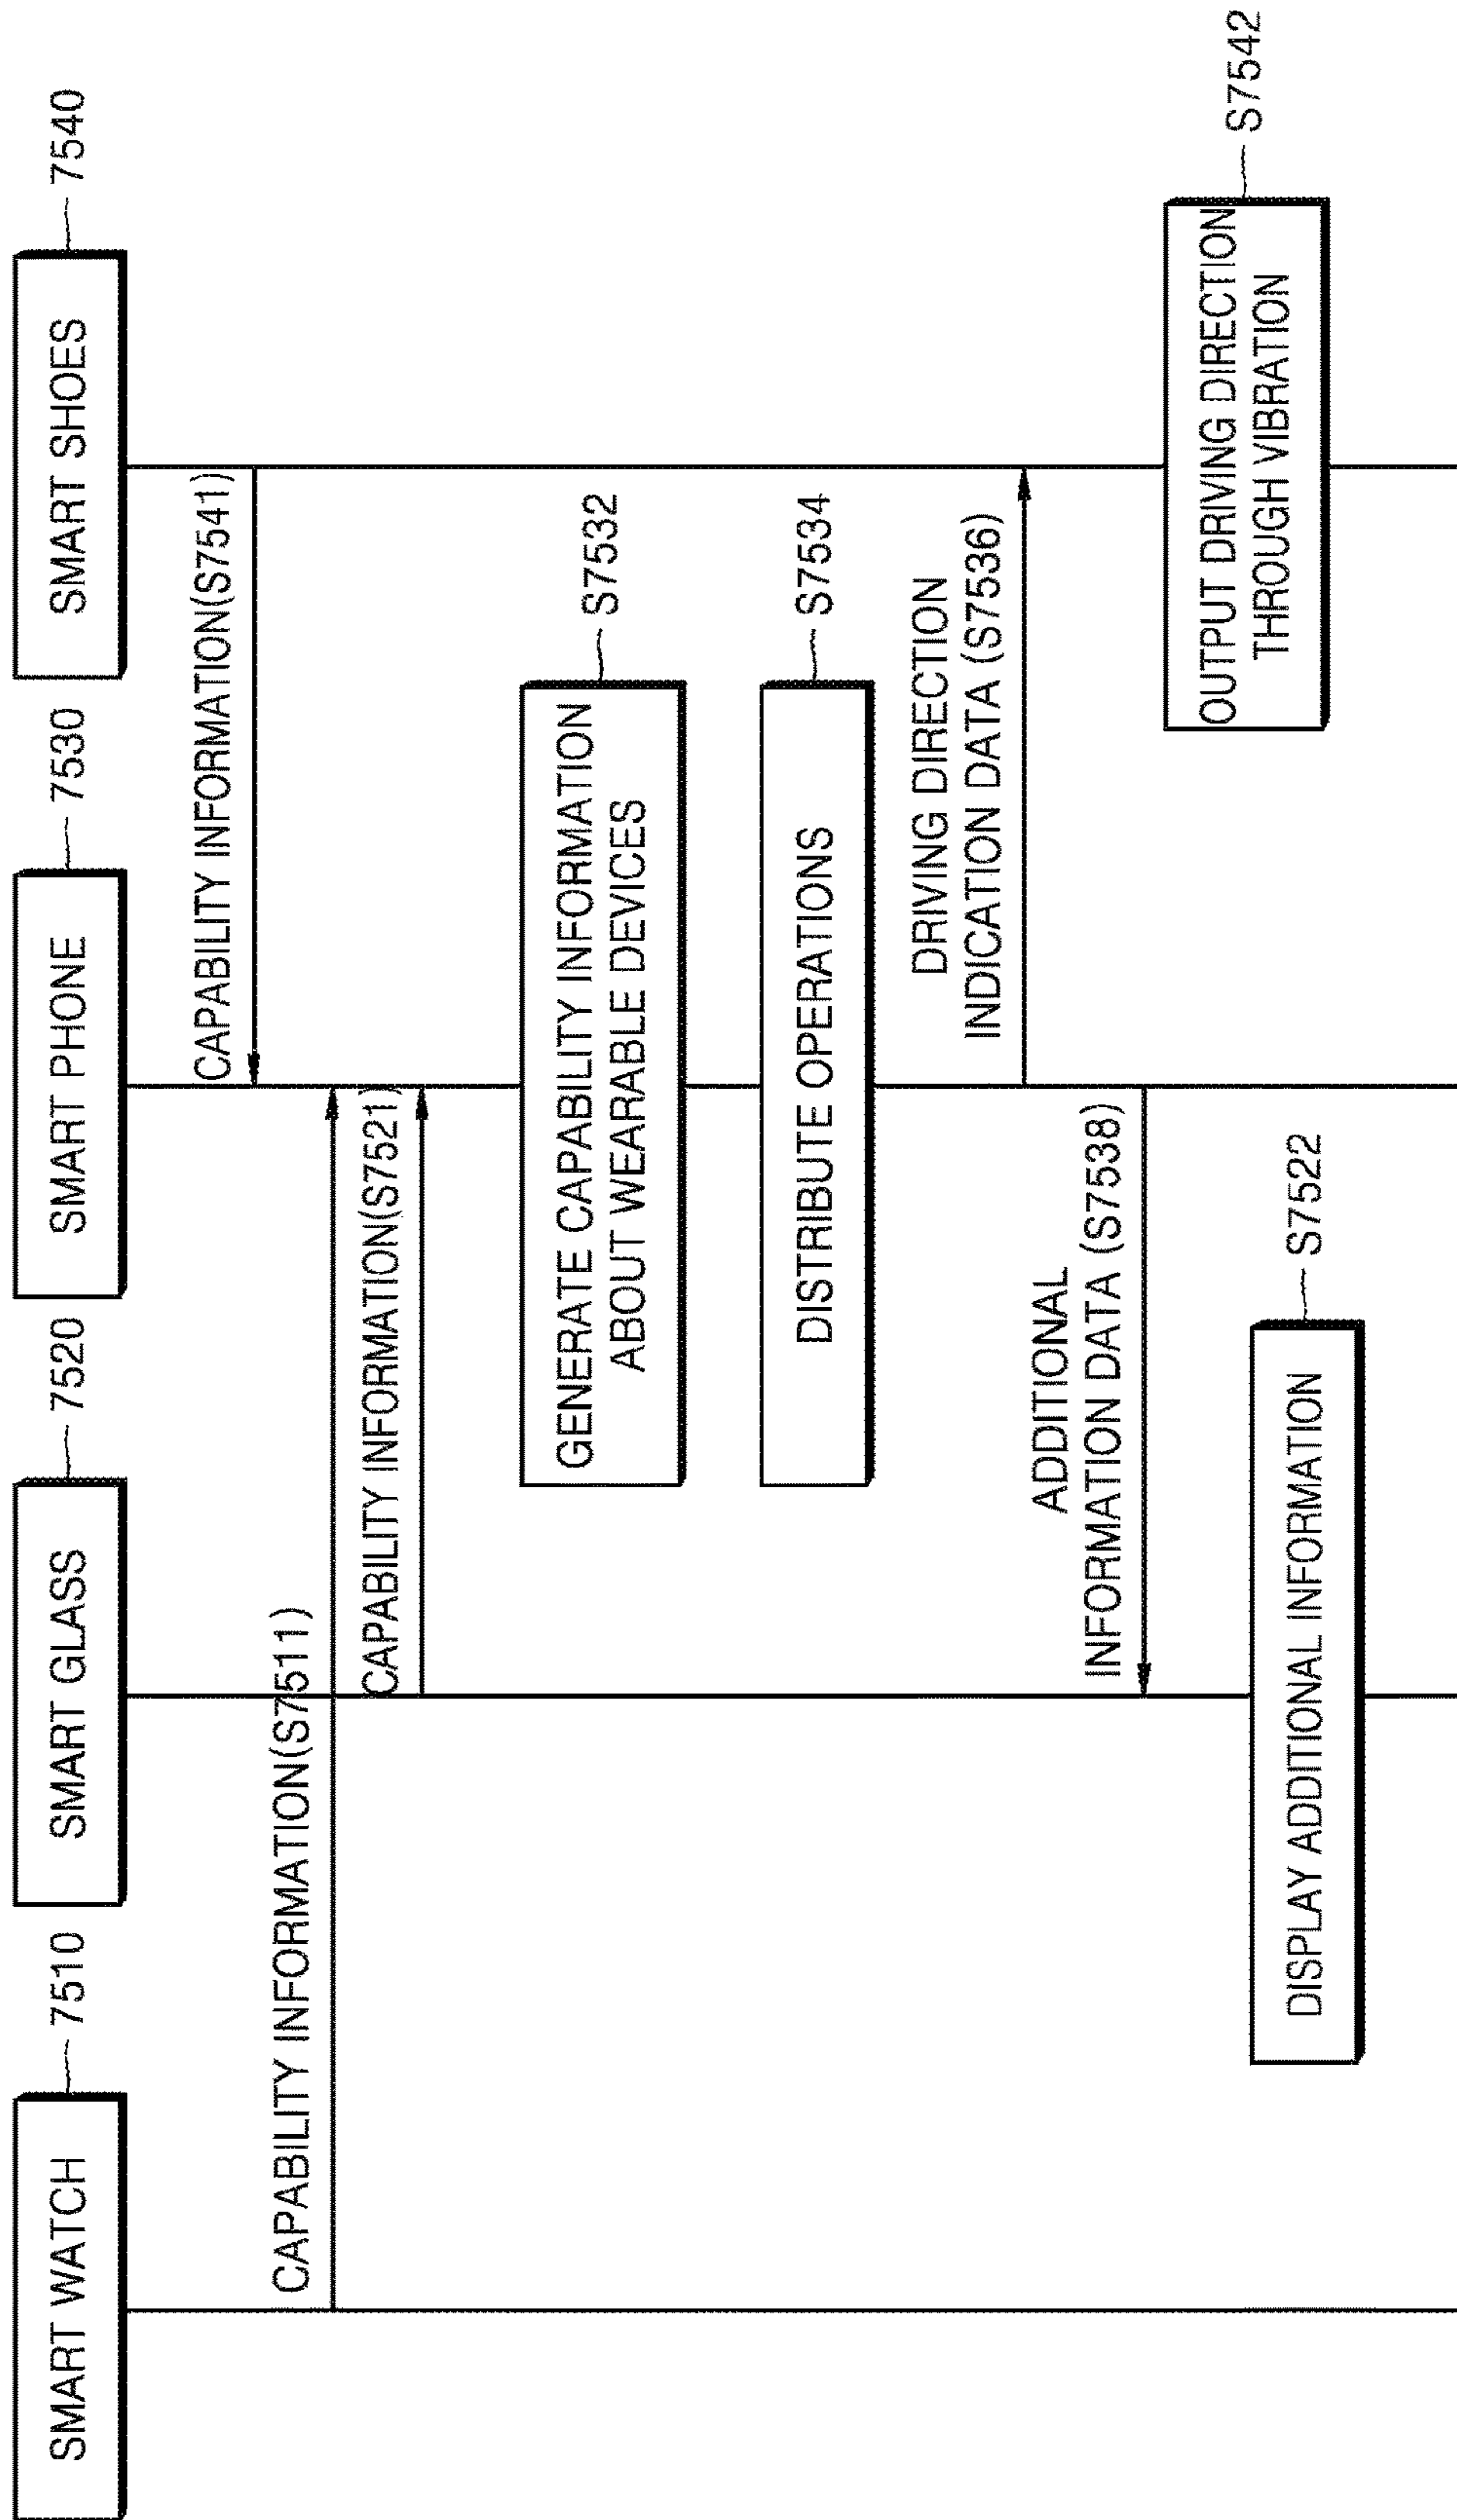 SMART WATCH
7510
SMART GLASS
7520
SMART PHONE
7530
SMART SHOES
7540
CAPABILITY INFORMATION(S7541)
CAPABILITY INFORMATION(S7511)
CAPABILITY INFORMATION(S7521)
GENERATE CAPABILITY INFORMATION
ABOUT WEARABLE DEVICES
S7532
DISTRIBUTE OPERATIONS
S7534
DRIVING DIRECTION
INDICATION DATA (S7536)
ADDITIONAL
INFORMATION DATA (S7538)
OUTPUT DRIVING DIRECTION
THROUGH VIBRATION
S7542
DISPLAY ADDITIONAL INFORMATION
S7522